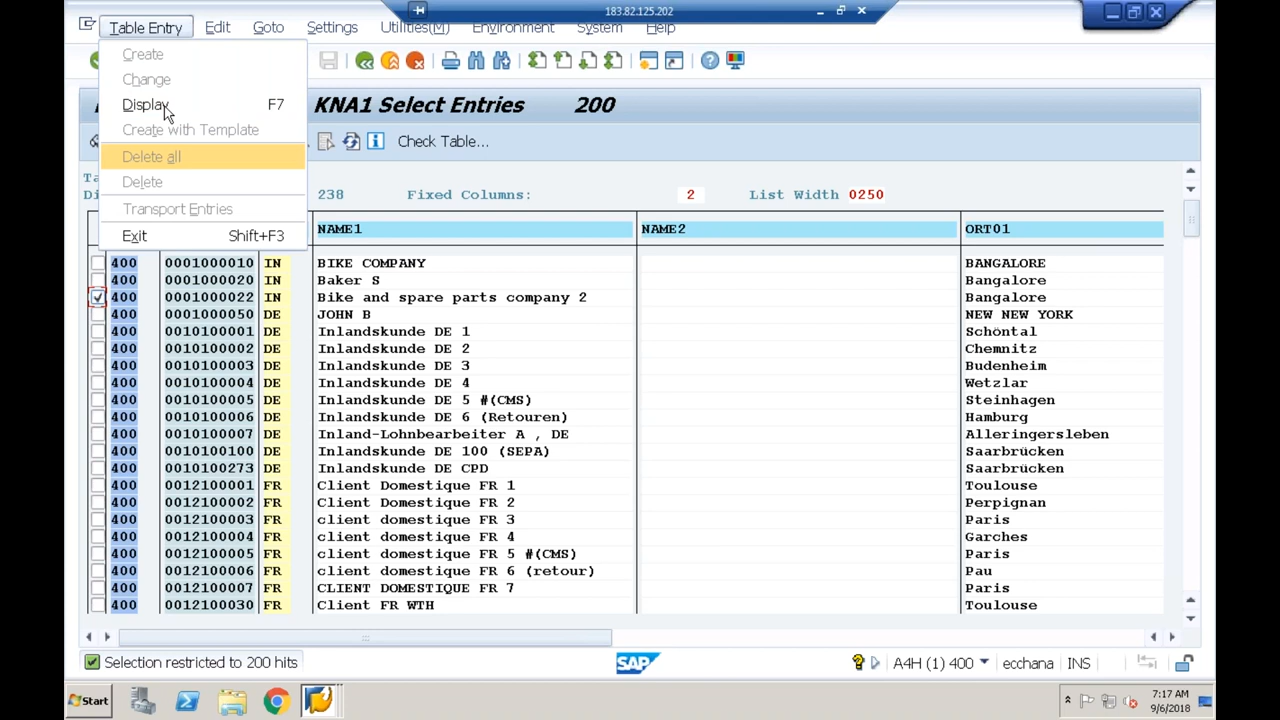 183.82.125.202
Table Entry Edit Goto Settings Utilities(M) Environment System Help
Create
Change
Display F7
Create with Template
Delete all
Delete
Transport Entries
Exit Shift+F3
KNA1 Select Entries 200
Check Table...
Ta
Di 238 Fixed Columns: 2 List Width 0250
NAME1 NAME2 ORT01
400 0001000010 IN BIKE COMPANY BANGALORE
400 0001000020 IN Baker S Bangalore
400 0001000022 IN Bike and spare parts company 2 Bangalore
400 0001000050 DE JOHN B NEW NEW YORK
400 0010100001 DE Inlandskunde DE 1 Schöntal
400 0010100002 DE Inlandskunde DE 2 Chemnitz
400 0010100003 DE Inlandskunde DE 3 Budenheim
400 0010100004 DE Inlandskunde DE 4 Wetzlar
400 0010100005 DE Inlandskunde DE 5 #(CMS) Steinhagen
400 0010100006 DE Inlandskunde DE 6 (Retouren) Hamburg
400 0010100007 DE Inland-Lohnbearbeiter A , DE Alleringersleben
400 0010100100 DE Inlandskunde DE 100 (SEPA) Saarbrücken
400 0010100273 DE Inlandskunde DE CPD Saarbrücken
400 0012100001 FR Client Domestique FR 1 Toulouse
400 0012100002 FR Client Domestique FR 2 Perpignan
400 0012100003 FR client domestique FR 3 Paris
400 0012100004 FR client domestique FR 4 Garches
400 0012100005 FR client domestique FR 5 #(CMS) Paris
400 0012100006 FR client domestique FR 6 (retour) Pau
400 0012100007 FR CLIENT DOMESTIQUE FR 7 Paris
400 0012100030 FR Client FR WTH Toulouse
Selection restricted to 200 hits SAP A4H (1) 400 ecchana INS
Start 7:17 AM
9/6/2018